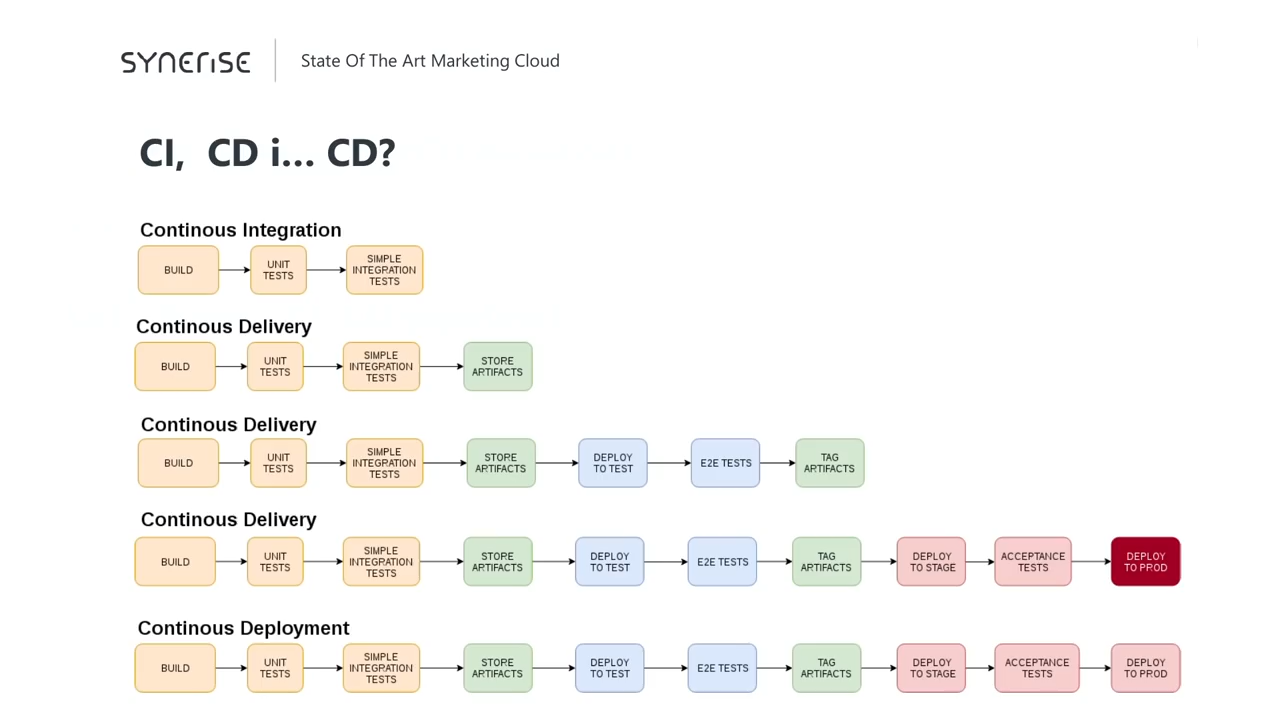 SYNERISE
State Of The Art Marketing Cloud
CI, CD i... CD?
Continous Integration
BUILD
UNIT
TESTS
SIMPLE
INTEGRATION
TESTS
Continous Delivery
BUILD
UNIT
TESTS
SIMPLE
INTEGRATION
TESTS
STORE
ARTIFACTS
Continous Delivery
BUILD
UNIT
TESTS
SIMPLE
INTEGRATION
TESTS
STORE
ARTIFACTS
DEPLOY
TO TEST
E2E TESTS
TAG
ARTIFACTS
Continous Delivery
BUILD
UNIT
TESTS
SIMPLE
INTEGRATION
TESTS
STORE
ARTIFACTS
DEPLOY
TO TEST
E2E TESTS
TAG
ARTIFACTS
DEPLOY
TO STAGE
ACCEPTANCE
TESTS
DEPLOY
TO PROD
Continous Deployment
BUILD
UNIT
TESTS
SIMPLE
INTEGRATION
TESTS
STORE
ARTIFACTS
DEPLOY
TO TEST
E2E TESTS
TAG
ARTIFACTS
DEPLOY
TO STAGE
ACCEPTANCE
TESTS
DEPLOY
TO PROD